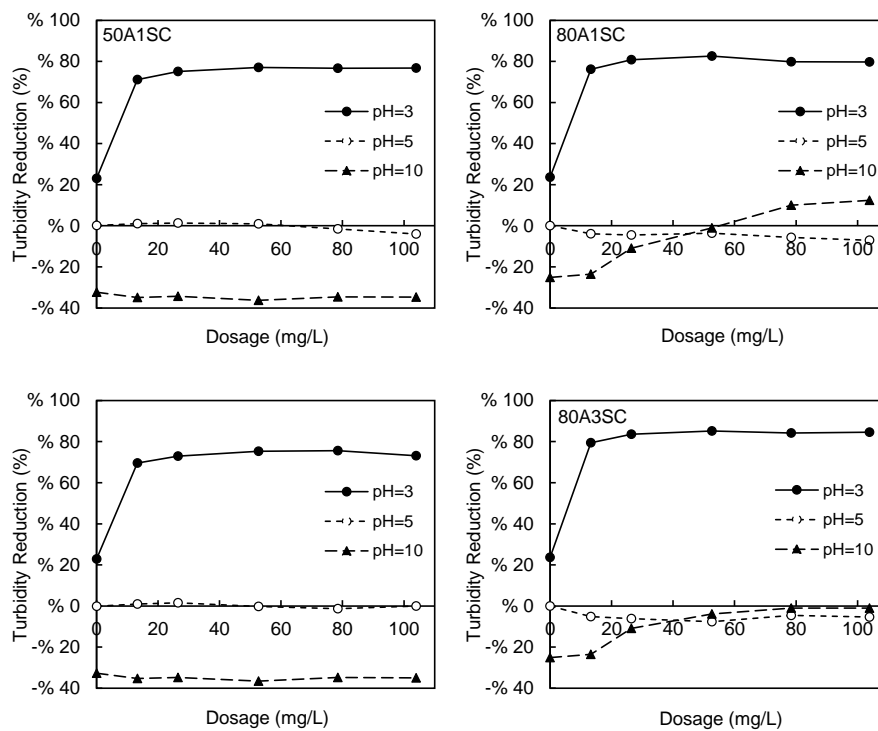 % 100
50A1SC
% 80
% 60
% 40
% 20
% 0
-% 20
-% 40
0 20 40 60 80 100
Turbidity Reduction (%)
Dosage (mg/L)
pH=3
pH=5
pH=10
% 100
80A1SC
% 80
% 60
% 40
% 20
% 0
-% 20
-% 40
0 20 40 60 80 100
Turbidity Reduction (%)
Dosage (mg/L)
pH=3
pH=5
pH=10
% 100
% 80
% 60
% 40
% 20
% 0
-% 20
-% 40
0 20 40 60 80 100
Turbidity Reduction (%)
Dosage (mg/L)
pH=3
pH=5
pH=10
% 100
80A3SC
% 80
% 60
% 40
% 20
% 0
-% 20
-% 40
0 20 40 60 80 100
Turbidity Reduction (%)
Dosage (mg/L)
pH=3
pH=5
pH=10